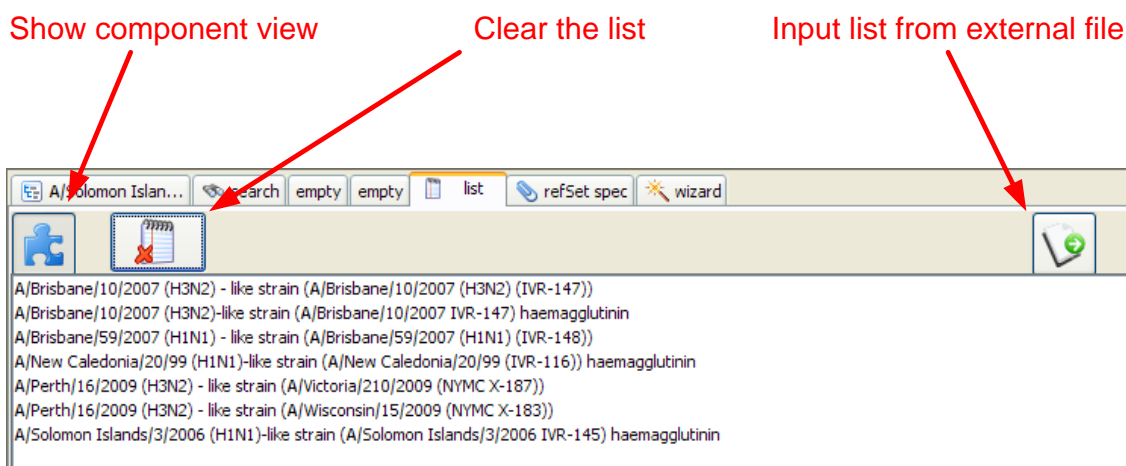 Show component view Clear the list Input list from external file
A/Solomon Islan... search empty empty list refSet spec wizard
A/Brisbane/10/2007 (H3N2) - like strain (A/Brisbane/10/2007 (H3N2) (IVR-147))
A/Brisbane/10/2007 (H3N2)-like strain (A/Brisbane/10/2007 IVR-147) haemagglutinin
A/Brisbane/59/2007 (H1N1) - like strain (A/Brisbane/59/2007 (H1N1) (IVR-148))
A/New Caledonia/20/99 (H1N1)-like strain (A/New Caledonia/20/99 (IVR-116)) haemagglutinin
A/Perth/16/2009 (H3N2) - like strain (A/Victoria/210/2009 (NYMC X-187))
A/Perth/16/2009 (H3N2) - like strain (A/Wisconsin/15/2009 (NYMC X-183))
A/Solomon Islands/3/2006 (H1N1)-like strain (A/Solomon Islands/3/2006 IVR-145) haemagglutinin